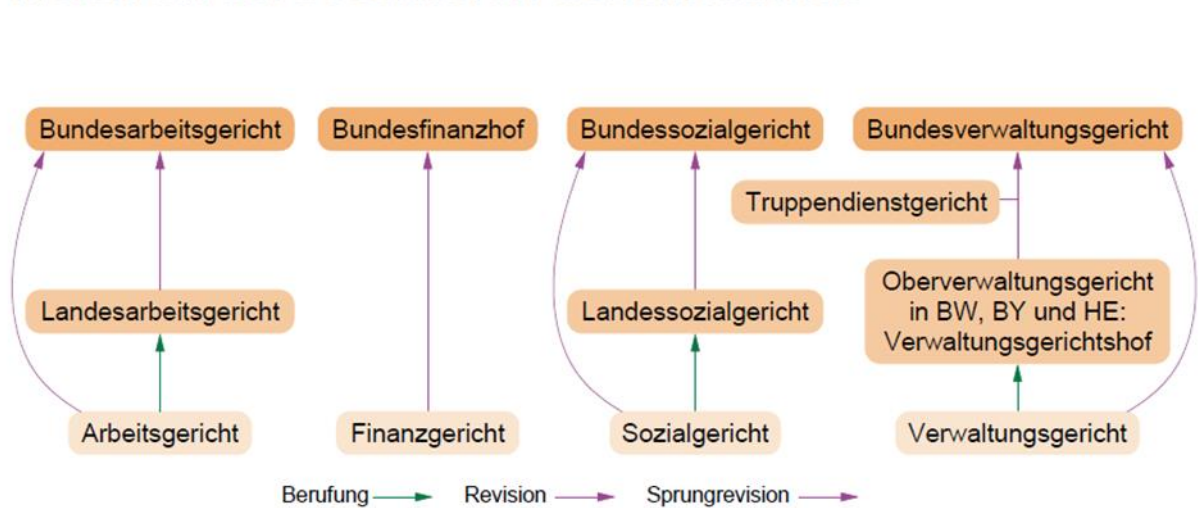 Bundesarbeitsgericht
Bundesfinanzhof
Bundessozialgericht
Bundesverwaltungsgericht
Truppendienstgericht
Landesarbeitsgericht
Landessozialgericht
Oberverwaltungsgericht
in BW, BY und HE:
Verwaltungsgerichtshof
Arbeitsgericht
Finanzgericht
Sozialgericht
Verwaltungsgericht
Berufung
Revision
Sprungrevision